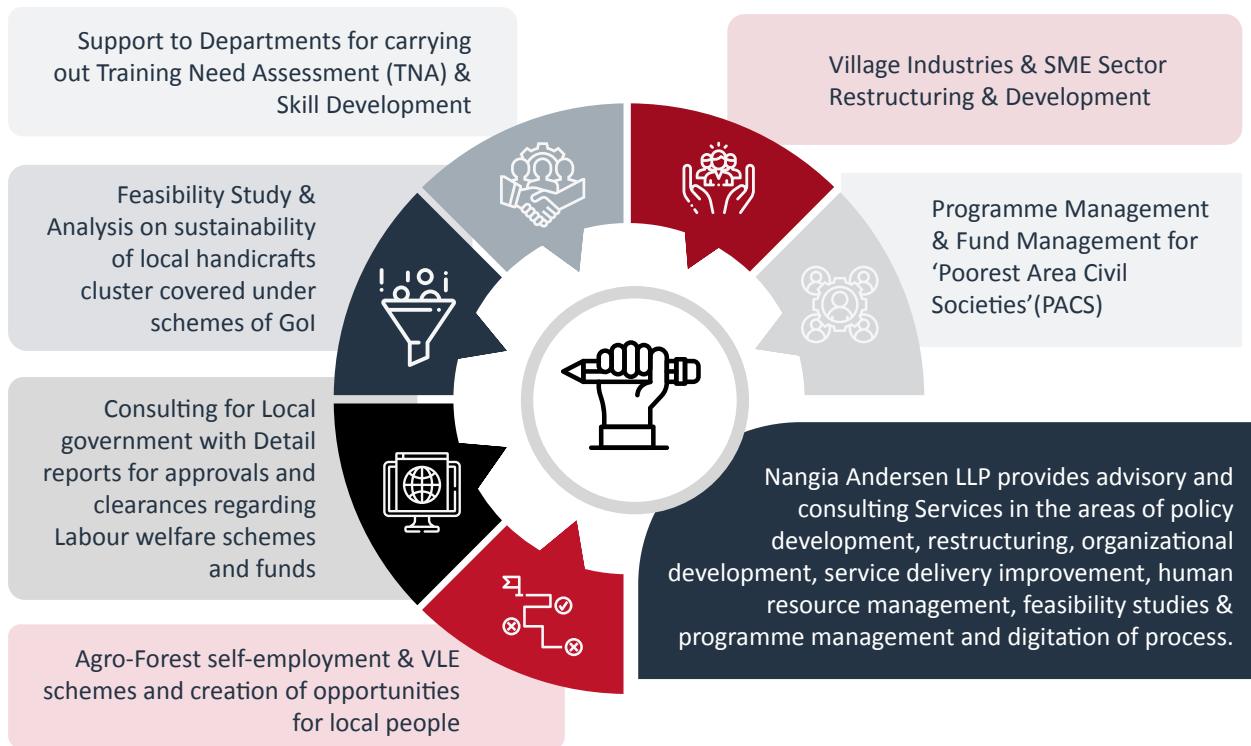 Support to Departments for carrying
out Training Need Assessment (TNA) &
Skill Development
Village Industries & SME Sector
Restructuring & Development
Feasibility Study &
Analysis on sustainability
of local handicrafts
cluster covered under
schemes of GoI
Programme Management
& Fund Management for
‘Poorest Area Civil
Societies’(PACS)
Consulting for Local
government with Detail
reports for approvals and
clearances regarding
Labour welfare schemes
and funds
Nangia Andersen LLP provides advisory and
consulting Services in the areas of policy
development, restructuring, organizational
development, service delivery improvement, human
resource management, feasibility studies &
programme management and digitation of process.
Agro-Forest self-employment & VLE
schemes and creation of opportunities
for local people